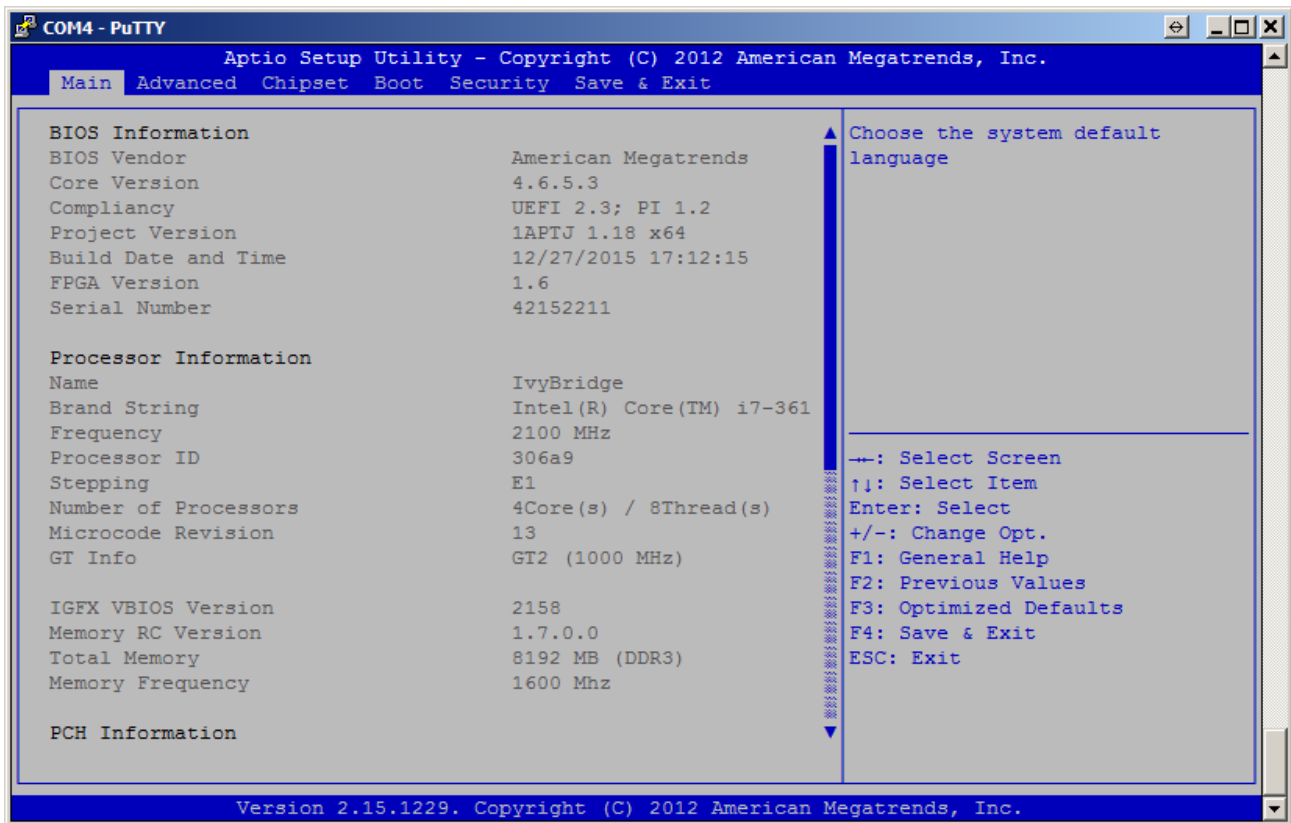 COM4 - PuTTY
Aptio Setup Utility - Copyright (C) 2012 American Megatrends, Inc.
Main Advanced Chipset Boot Security Save & Exit
BIOS Information
Choose the system default
BIOS Vendor American Megatrends
language
Core Version 4.6.5.3
Compliancy UEFI 2.3; PI 1.2
Project Version 1APTJ 1.18 x64
Build Date and Time 12/27/2015 17:12:15
FPGA Version 1.6
Serial Number 42152211
Processor Information
Name IvyBridge
Brand String Intel(R) Core(TM) i7-361
Frequency 2100 MHz
Processor ID 306a9
→←: Select Screen
Stepping E1
↑↓: Select Item
Number of Processors 4Core(s) / 8Thread(s)
Enter: Select
Microcode Revision 13
+/-: Change Opt.
GT Info GT2 (1000 MHz)
F1: General Help
F2: Previous Values
IGFX VBIOS Version 2158
F3: Optimized Defaults
Memory RC Version 1.7.0.0
F4: Save & Exit
Total Memory 8192 MB (DDR3)
ESC: Exit
Memory Frequency 1600 Mhz
PCH Information
Version 2.15.1229. Copyright (C) 2012 American Megatrends, Inc.